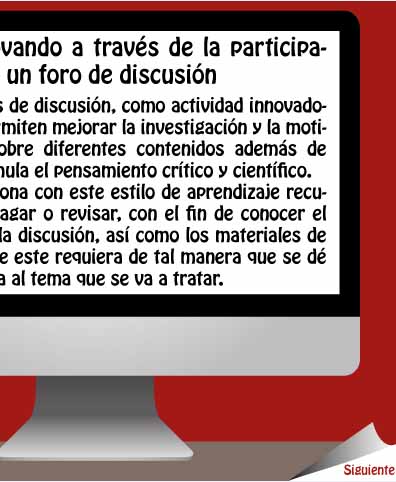 vando a través de la participa-
un foro de discusión
s de discusión, como actividad innovado-
miten mejorar la investigación y la moti-
obre diferentes contenidos además de
ula el pensamiento crítico y científico.
ona con este estilo de aprendizaje recu-
agar o revisar, con el fin de conocer el
la discusión, así como los materiales de
e este requiera de tal manera que se dé
a al tema que se va a tratar.
Siguiente